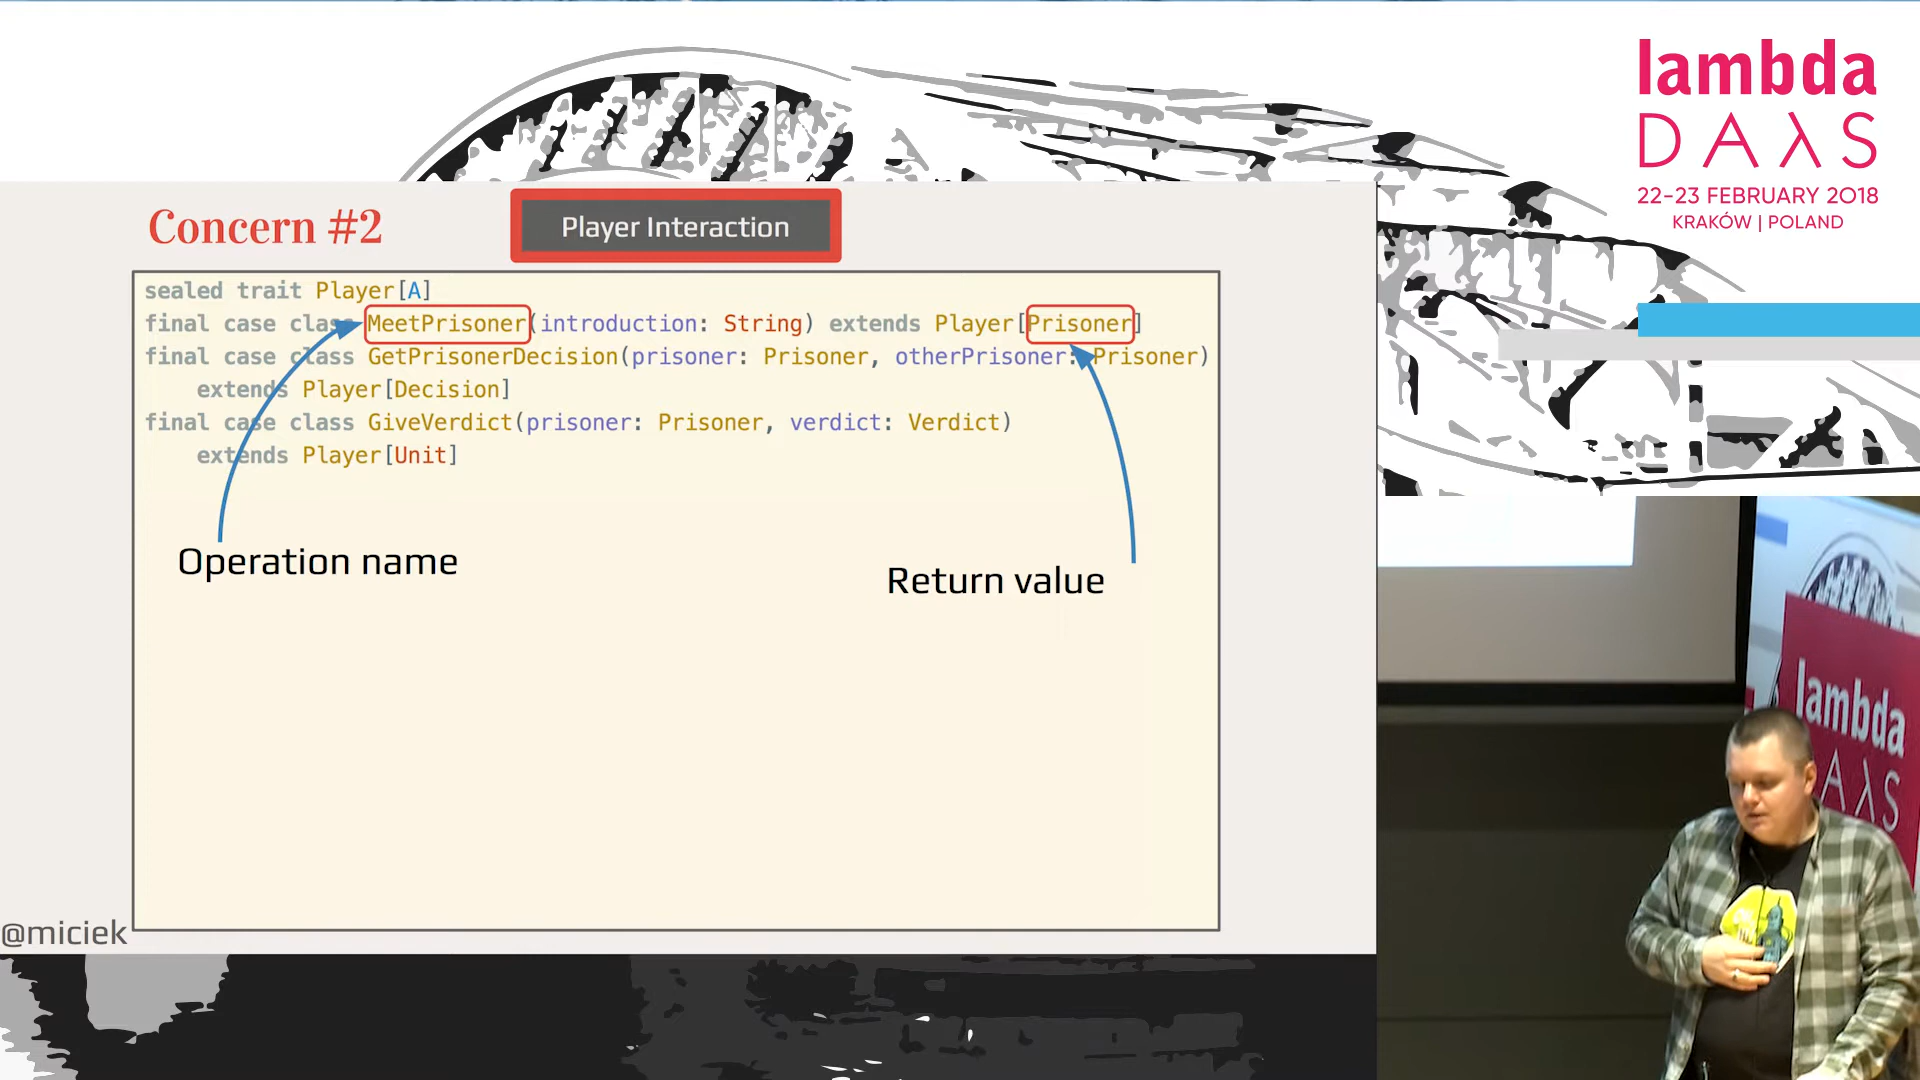 lambda
DAλS
22-23 FEBRUARY 2018
KRAKÓW | POLAND
Concern #2
Player Interaction
sealed trait Player[A]
final case class MeetPrisoner(introduction: String) extends Player[Prisoner]
final case class GetPrisonerDecision(prisoner: Prisoner, otherPrisoner: Prisoner)
extends Player[Decision]
final case class GiveVerdict(prisoner: Prisoner, verdict: Verdict)
extends Player[Unit]
Operation name
Return value
@miciek
lambda
DAλS